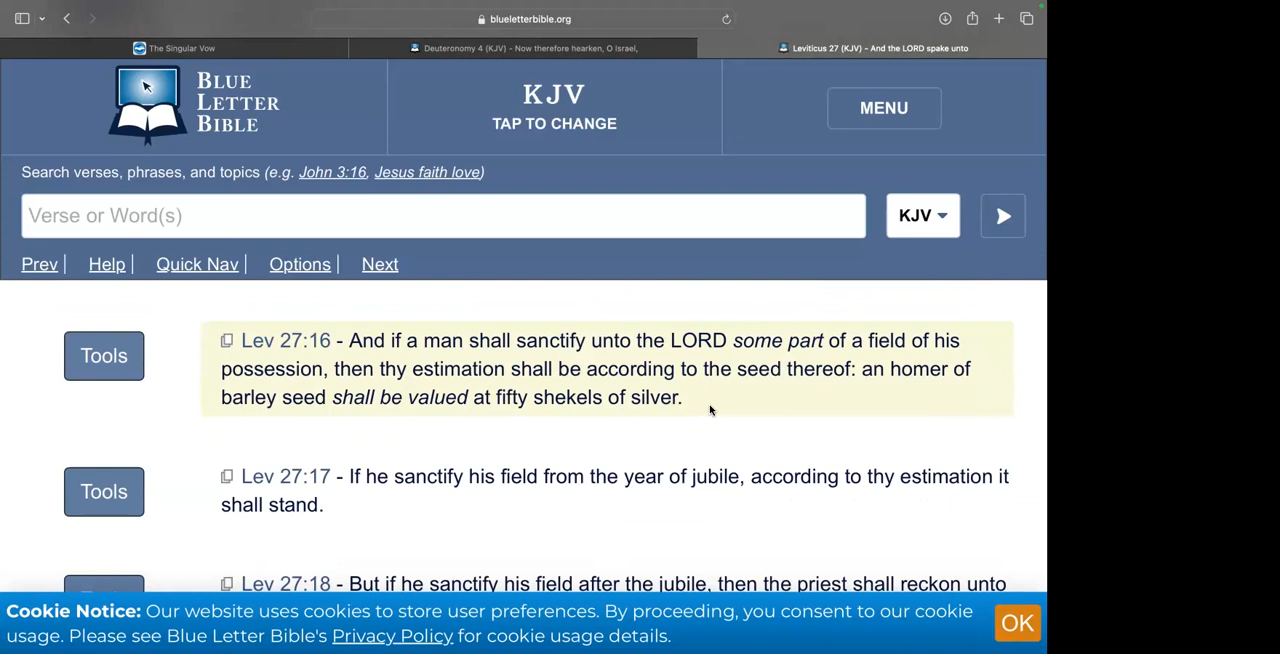 blueletterbible.org
The Singular Vow
Deuteronomy 4 (KJV) - Now therefore hearken, O Israel,
Leviticus 27 (KJV) - And the LORD spake unto
BLUE
LETTER
BIBLE
KJV
TAP TO CHANGE
MENU
Search verses, phrases, and topics (e.g. John 3:16, Jesus faith love)
Verse or Word(s)
KJV
Prev | Help | Quick Nav | Options | Next
Tools
Lev 27:16 - And if a man shall sanctify unto the LORD some part of a field of his
possession, then thy estimation shall be according to the seed thereof: an homer of
barley seed shall be valued at fifty shekels of silver.
Tools
Lev 27:17 - If he sanctify his field from the year of jubile, according to thy estimation it
shall stand.
Lev 27:18 - But if he sanctify his field after the jubile, then the priest shall reckon unto
Cookie Notice: Our website uses cookies to store user preferences. By proceeding, you consent to our cookie
usage. Please see Blue Letter Bible's Privacy Policy for cookie usage details.
OK